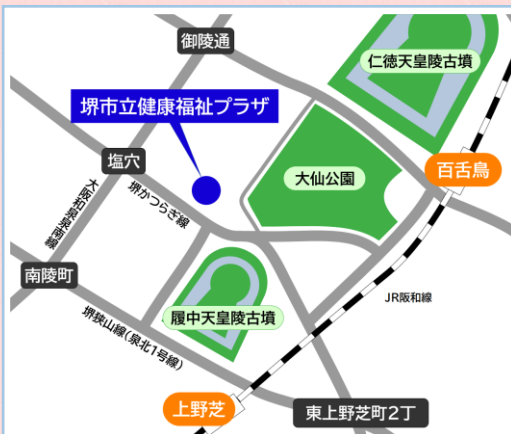 御陵通
仁徳天皇陵古墳
堺市立健康福祉プラザ
塩穴
百舌鳥
大仙公園
堺かつらぎ線
大阪和泉泉南線
南陵町
JR阪和線
履中天皇陵古墳
堺狭山線(泉北1号線)
上野芝
東上野芝町2丁